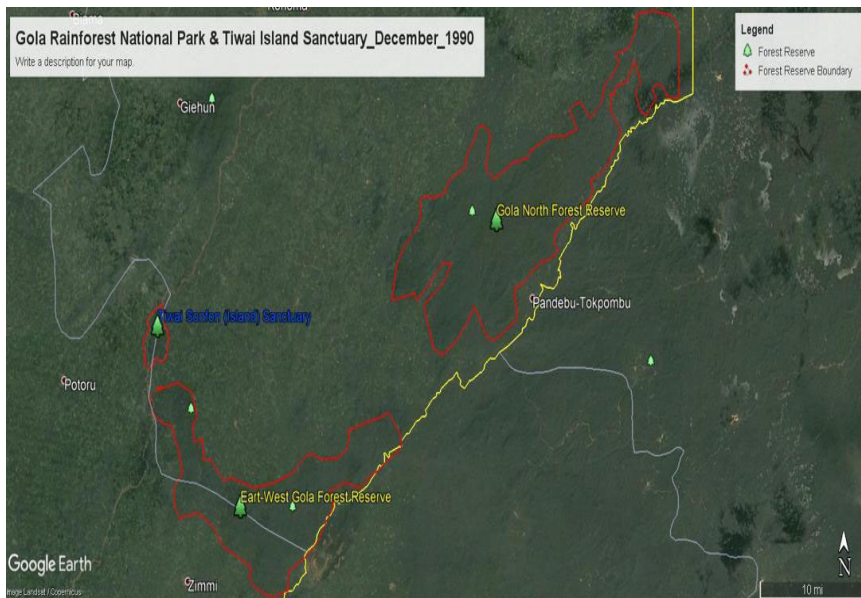 Gola Rainforest National Park & Tiwai Island Sanctuary_December_1990
Write a description for your map.
Legend
Forest Reserve
Forest Reserve Boundary
Giehun
Gola North Forest Reserve
Pandebu-Tokpombu
(Island) Sanctuary
Potoru
Eart-West Gola Forest Reserve
Zimmi
Google Earth
Image Landsat / Copernicus
N
10 mi